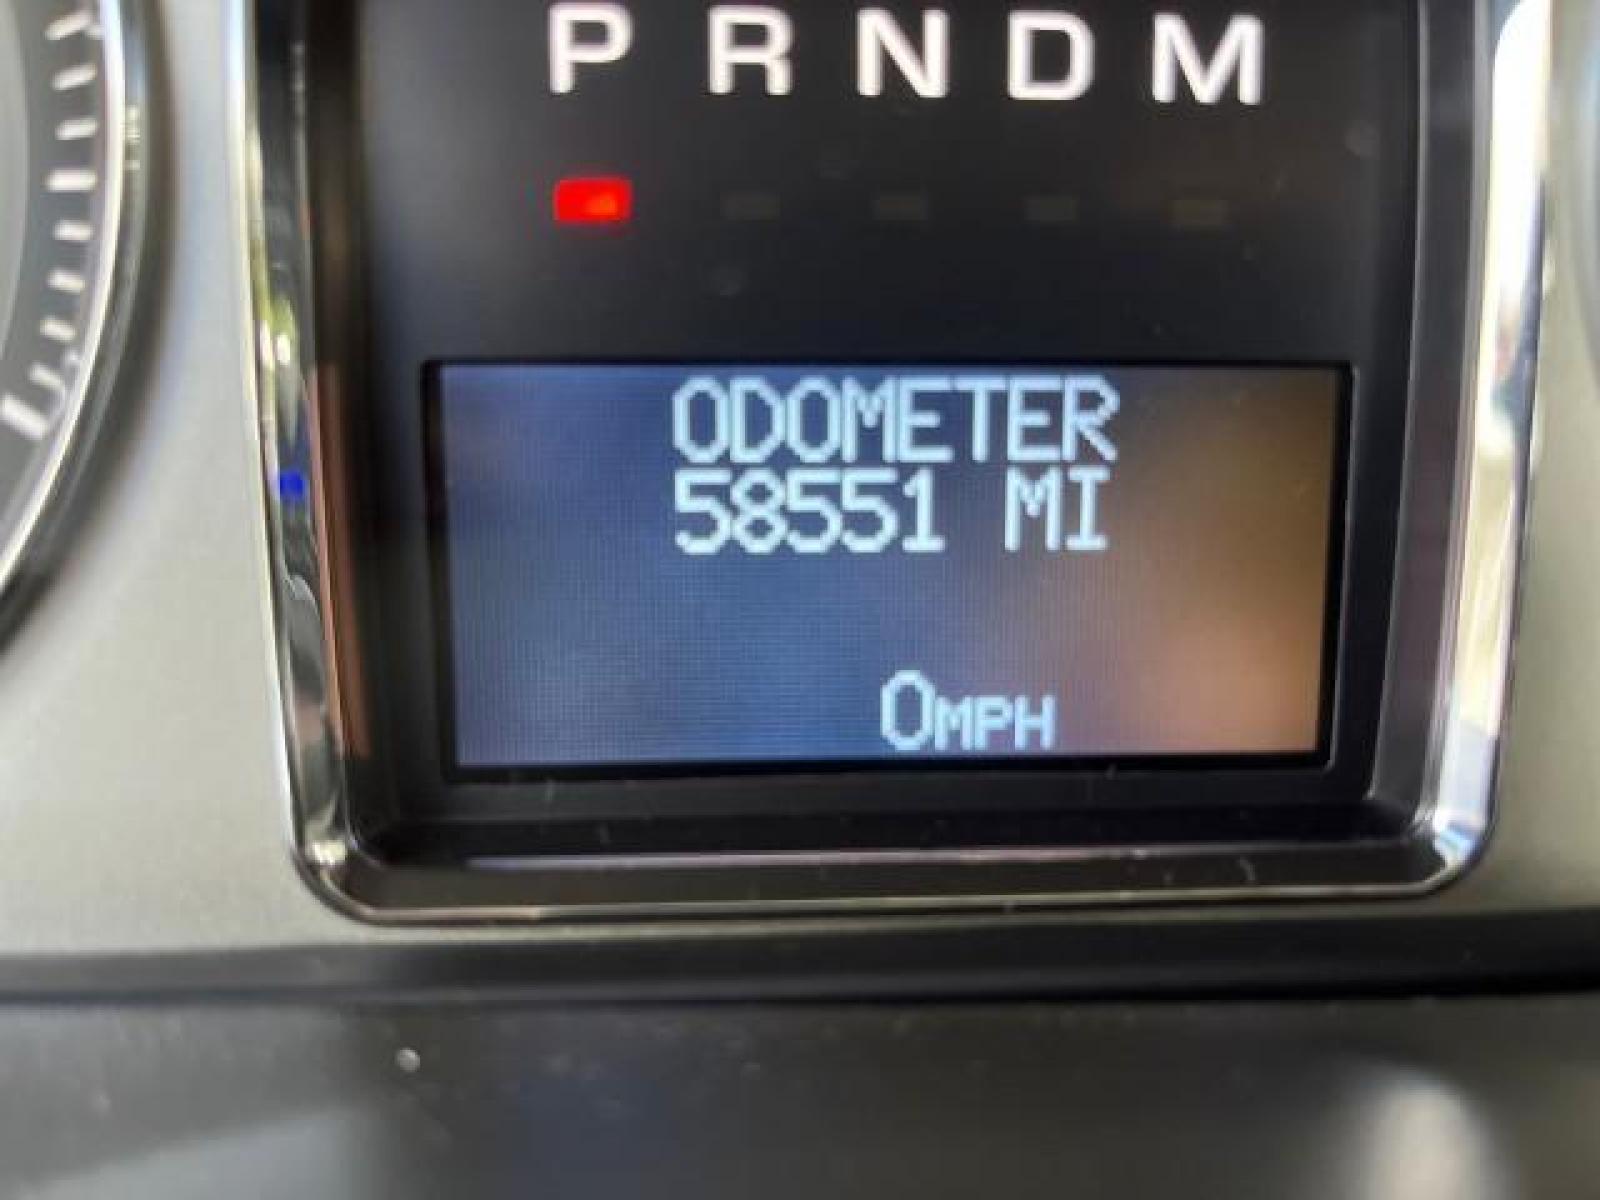 P R N D M
ODOMETER
58551 MI
0MPH